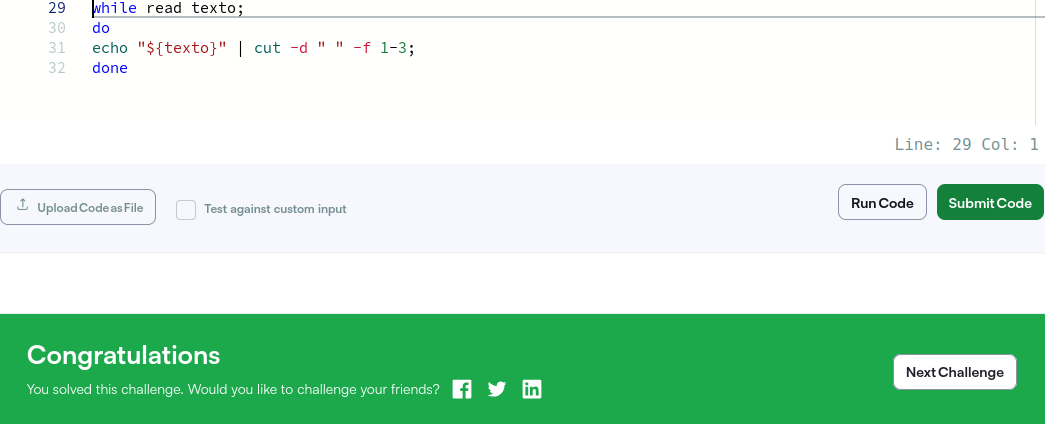 29 while read texto;
30 do
31 echo "${texto}" | cut -d " " -f 1-3;
32 done
Line: 29 Col: 1
Upload Code as File
Test against custom input
Run Code
Submit Code
Congratulations
You solved this challenge. Would you like to challenge your friends?
Next Challenge